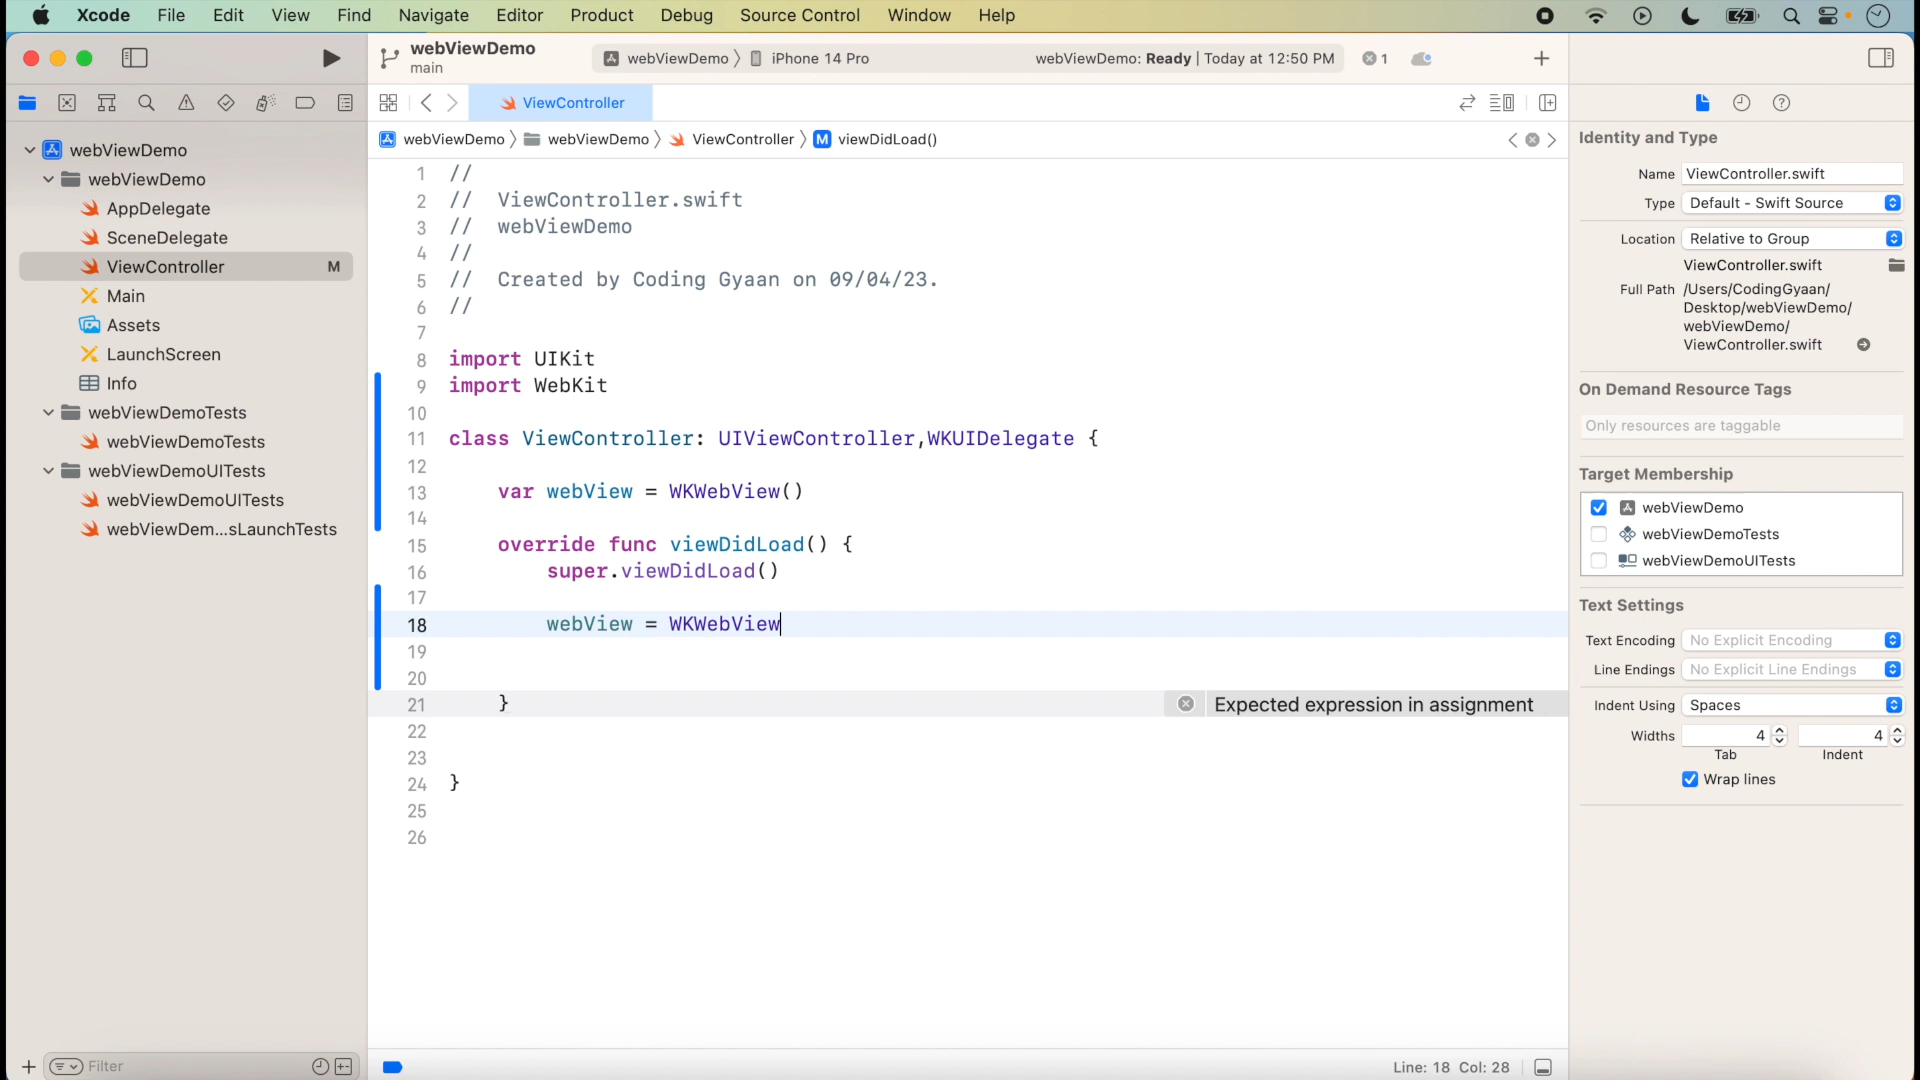 Xcode File Edit View Find Navigate Editor Product Debug Source Control Window Help
webViewDemo
main
webViewDemo iPhone 14 Pro
webViewDemo: Ready | Today at 12:50 PM
1
ViewController
webViewDemo webViewDemo ViewController M viewDidLoad()
webViewDemo
webViewDemo
AppDelegate
SceneDelegate
ViewController M
Main
Assets
LaunchScreen
Info
webViewDemoTests
webViewDemoTests
webViewDemoUITests
webViewDemoUITests
webViewDem...sLaunchTests
Filter
1 //
2 // ViewController.swift
3 // webViewDemo
4 //
5 // Created by Coding Gyaan on 09/04/23.
6 //
7
8 import UIKit
9 import WebKit
10
11 class ViewController: UIViewController,WKUIDelegate {
12
13 var webView = WKWebView()
14
15 override func viewDidLoad() {
16 super.viewDidLoad()
17
18 webView = WKWebView
19
20
21 } Expected expression in assignment
22
23
24 }
25
26
Line: 18 Col: 28
Identity and Type
Name ViewController.swift
Type Default - Swift Source
Location Relative to Group
ViewController.swift
Full Path /Users/CodingGyaan/
Desktop/webViewDemo/
webViewDemo/
ViewController.swift
On Demand Resource Tags
Only resources are taggable
Target Membership
webViewDemo
webViewDemoTests
webViewDemoUITests
Text Settings
Text Encoding No Explicit Encoding
Line Endings No Explicit Line Endings
Indent Using Spaces
Widths 4 4
Tab Indent
Wrap lines